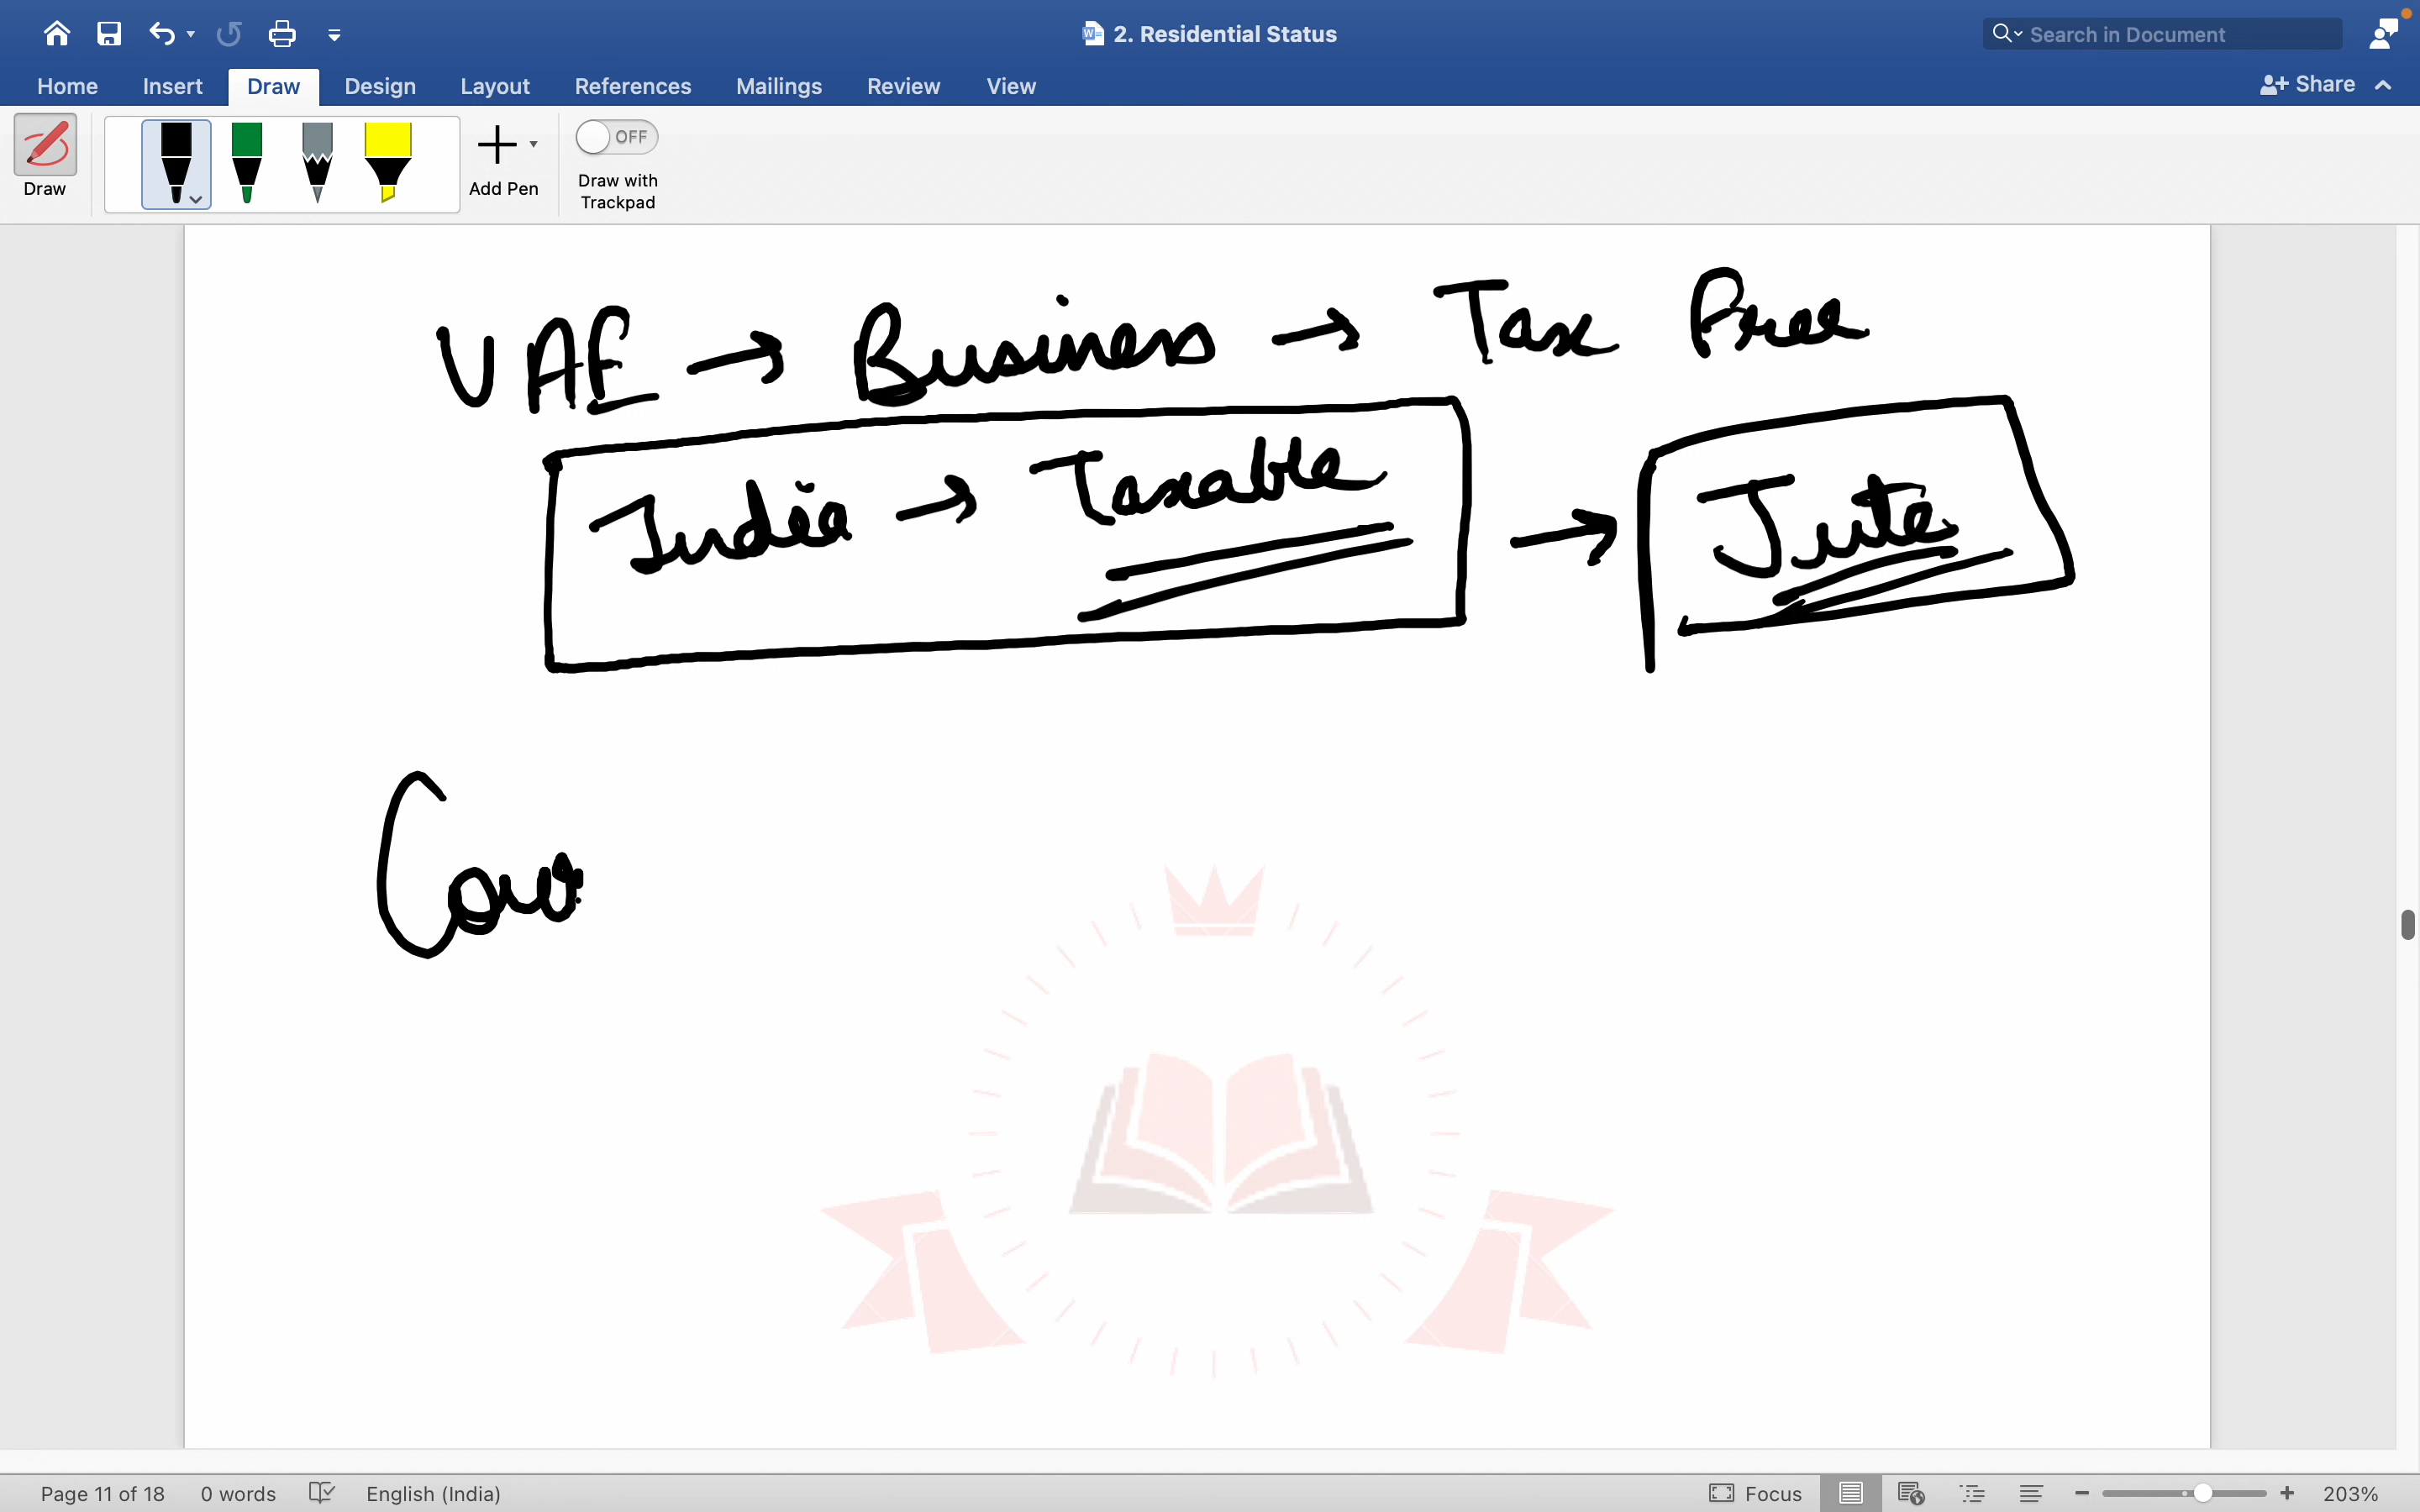 2. Residential Status
Search in Document
Home Insert Draw Design Layout References Mailings Review View Share
Draw
Add Pen
OFF
Draw with
Trackpad
UAE → Business → Tax Free
India → Taxable → Jute
Page 11 of 18 0 words English (India) Focus 203%